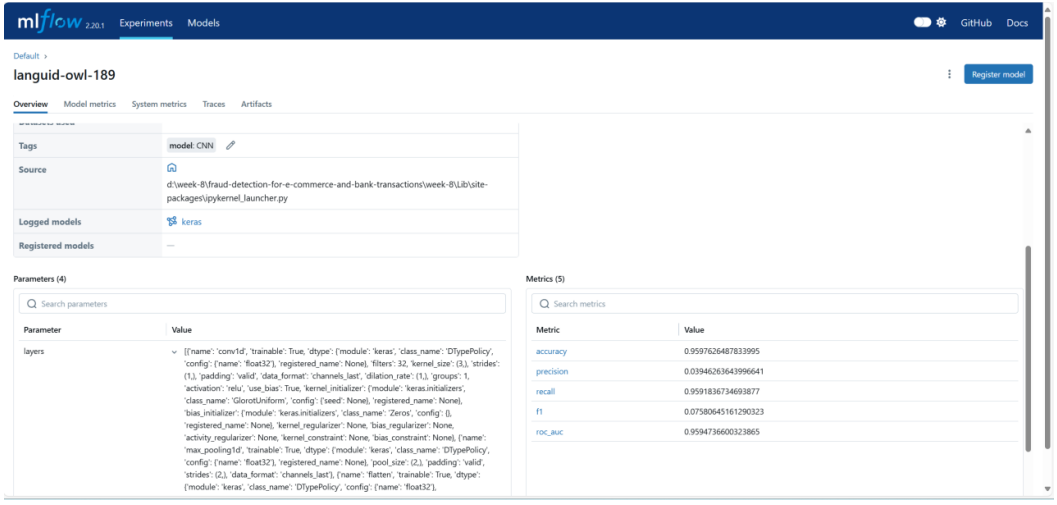 mlflow 2.20.1 Experiments Models GitHub Docs
Default ›
languid-owl-189
Register model
Overview Model metrics System metrics Traces Artifacts
Datasets used
Tags model: CNN
Source
d:\week-8\fraud-detection-for-e-commerce-and-bank-transactions\week-8\Lib\site-
packages\ipykernel_launcher.py
Logged models keras
Registered models —
Parameters (4)
Search parameters
Parameter Value
layers [{'name': 'conv1d', 'trainable': True, 'dtype': {'module': 'keras', 'class_name': 'DTypePolicy',
'config': {'name': 'float32'}, 'registered_name': None}, 'filters': 32, 'kernel_size': (3,), 'strides':
(1,), 'padding': 'valid', 'data_format': 'channels_last', 'dilation_rate': (1,), 'groups': 1,
'activation': 'relu', 'use_bias': True, 'kernel_initializer': {'module': 'keras.initializers',
'class_name': 'GlorotUniform', 'config': {'seed': None}, 'registered_name': None},
'bias_initializer': {'module': 'keras.initializers', 'class_name': 'Zeros', 'config': {},
'registered_name': None}, 'kernel_regularizer': None, 'bias_regularizer': None,
'activity_regularizer': None, 'kernel_constraint': None, 'bias_constraint': None}, {'name':
'max_pooling1d', 'trainable': True, 'dtype': {'module': 'keras', 'class_name': 'DTypePolicy',
'config': {'name': 'float32'}, 'registered_name': None}, 'pool_size': (2,), 'padding': 'valid',
'strides': (2,), 'data_format': 'channels_last'}, {'name': 'flatten', 'trainable': True, 'dtype':
{'module': 'keras', 'class_name': 'DTypePolicy', 'config': {'name': 'float32'},
Metrics (5)
Search metrics
Metric Value
accuracy 0.9597626487833995
precision 0.03946263643996641
recall 0.9591836734693877
f1 0.07580645161290323
roc_auc 0.9594736600323865